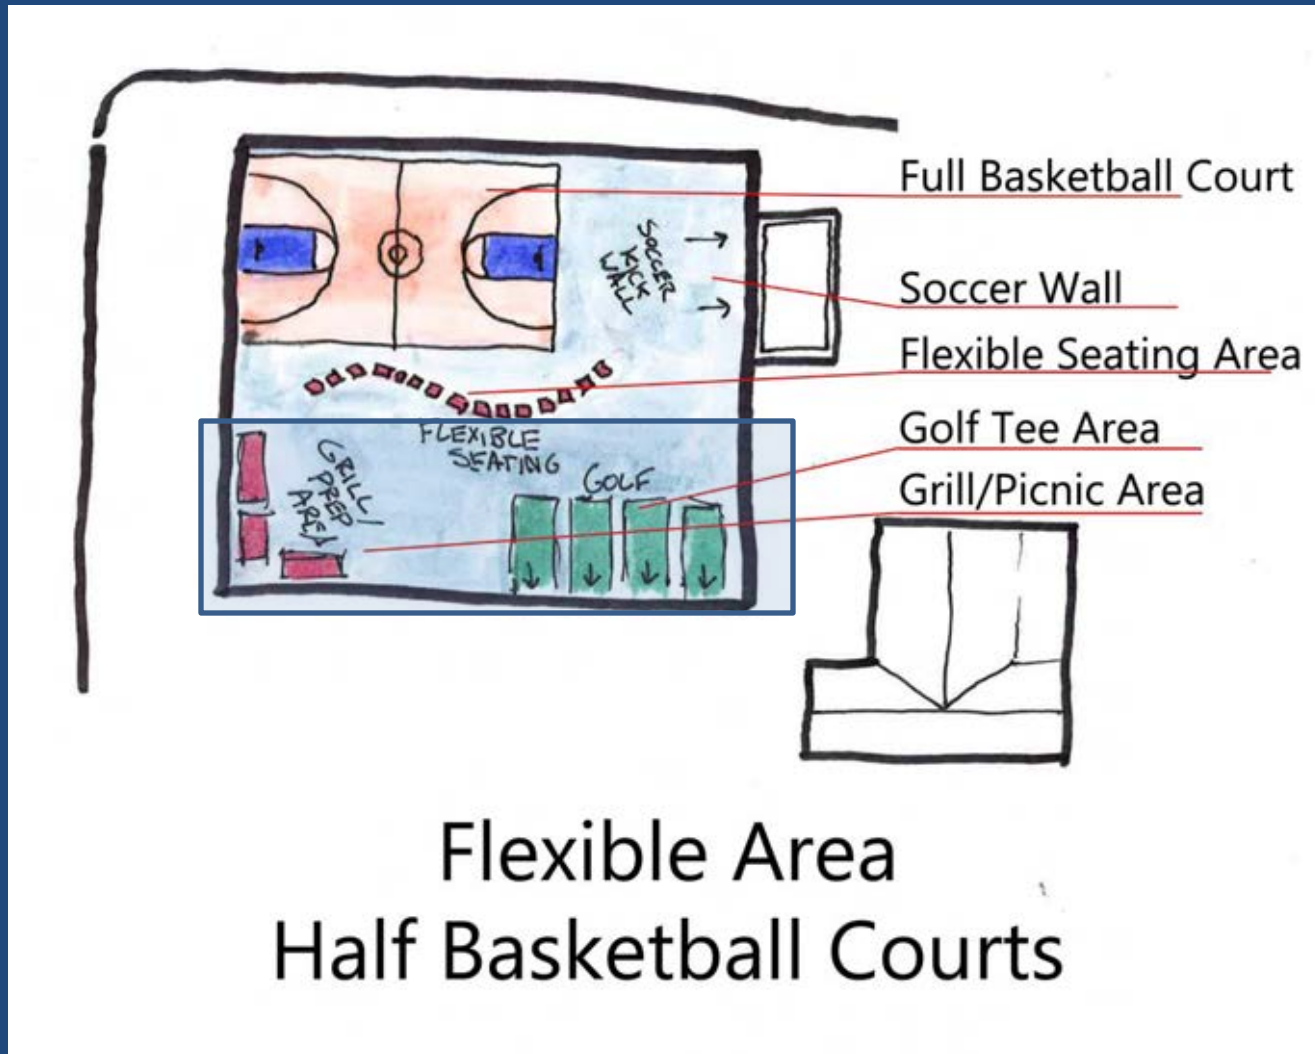 Full Basketball Court
SOCCER
KICK
WALL
Soccer Wall
Flexible Seating Area
FLEXIBLE
SEATING
Golf Tee Area
GRILL/
PREP
AREA
GOLF
Grill/Picnic Area
Flexible Area
Half Basketball Courts